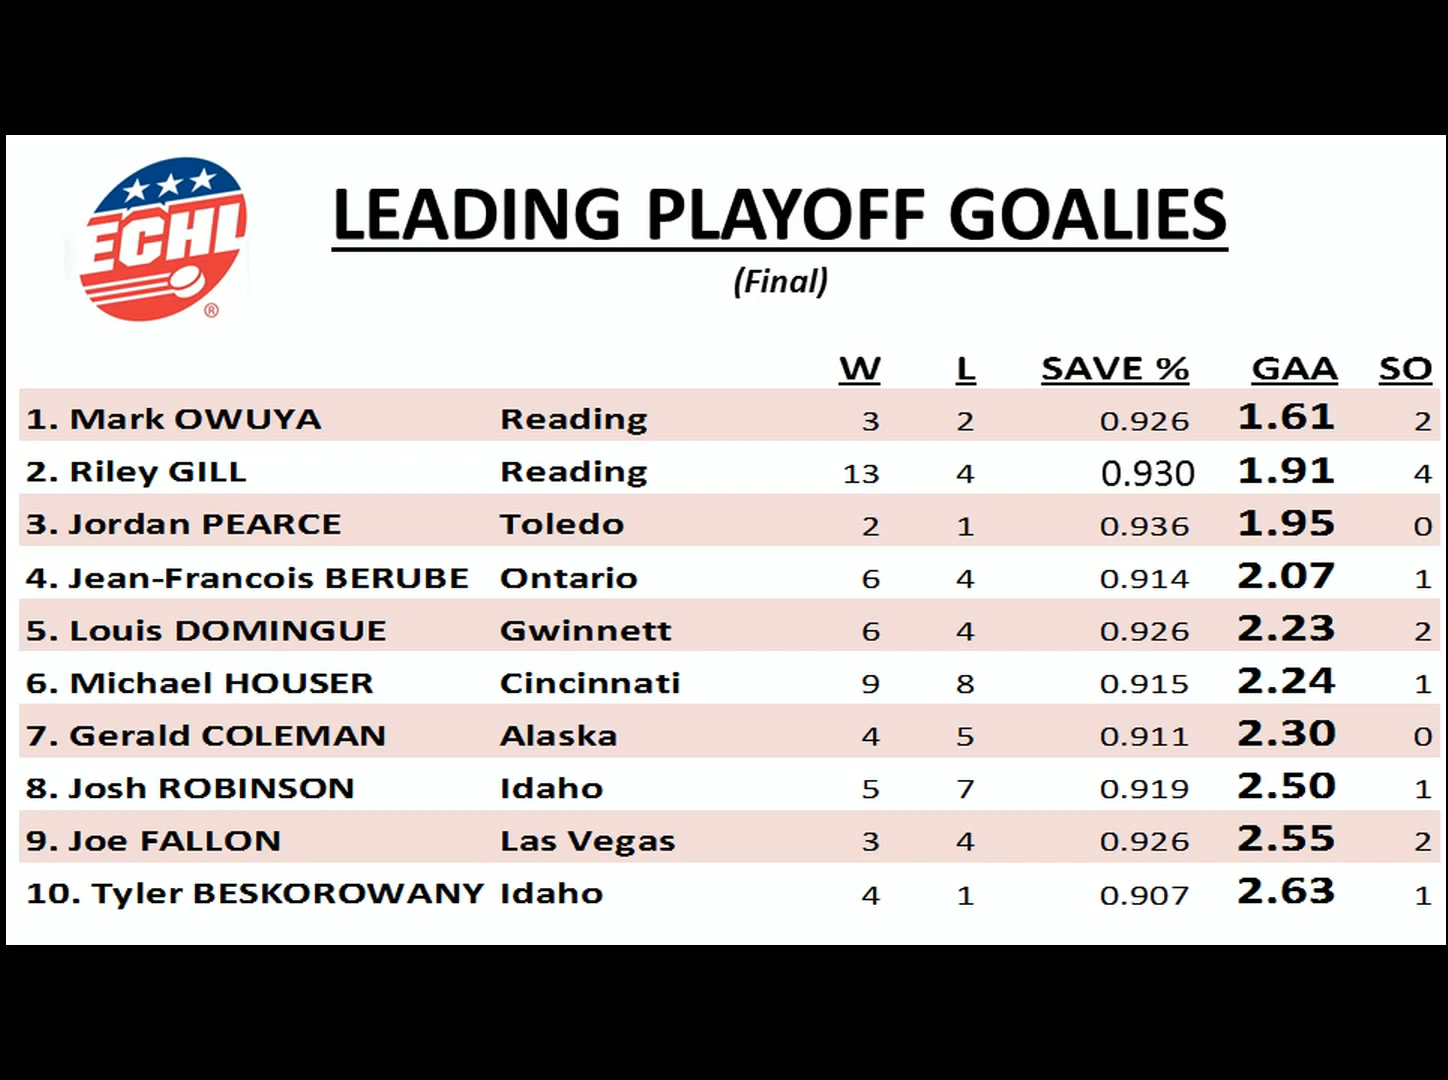 ECHL
®
LEADING PLAYOFF GOALIES
(Final)
W L SAVE % GAA SO
1. Mark OWUYA Reading 3 2 0.926 1.61 2
2. Riley GILL Reading 13 4 0.930 1.91 4
3. Jordan PEARCE Toledo 2 1 0.936 1.95 0
4. Jean-Francois BERUBE Ontario 6 4 0.914 2.07 1
5. Louis DOMINGUE Gwinnett 6 4 0.926 2.23 2
6. Michael HOUSER Cincinnati 9 8 0.915 2.24 1
7. Gerald COLEMAN Alaska 4 5 0.911 2.30 0
8. Josh ROBINSON Idaho 5 7 0.919 2.50 1
9. Joe FALLON Las Vegas 3 4 0.926 2.55 2
10. Tyler BESKOROWANY Idaho 4 1 0.907 2.63 1